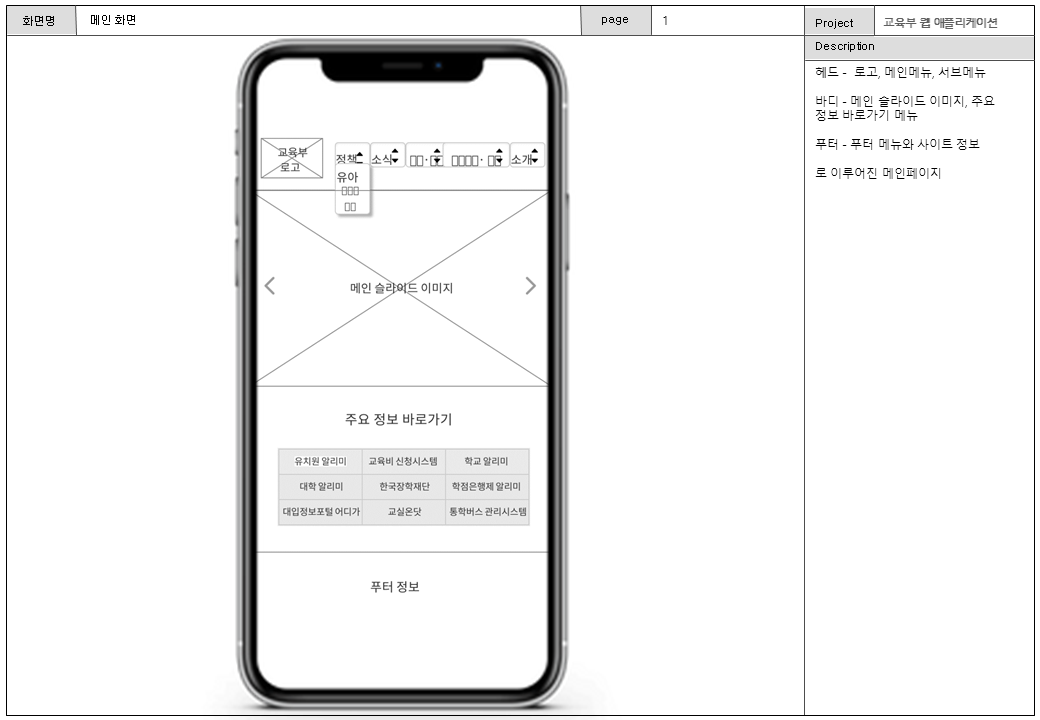 화면명
메인 화면
page
1
Project
교육부 웹 애플리케이션
Description
헤드 - 로고, 메인메뉴, 서브메뉴
바디 - 메인 슬라이드 이미지, 주요
정보 바로가기 메뉴
푸터 - 푸터 메뉴와 사이트 정보
로 이루어진 메인페이지
교육부
로고
정책
소식
소개
유아
메인 슬라이드 이미지
주요 정보 바로가기
유치원 알리미
교육비 신청시스템
학교 알리미
대학 알리미
한국장학재단
학점은행제 알리미
대입정보포털 어디가
교실온닷
통학버스 관리시스템
푸터 정보